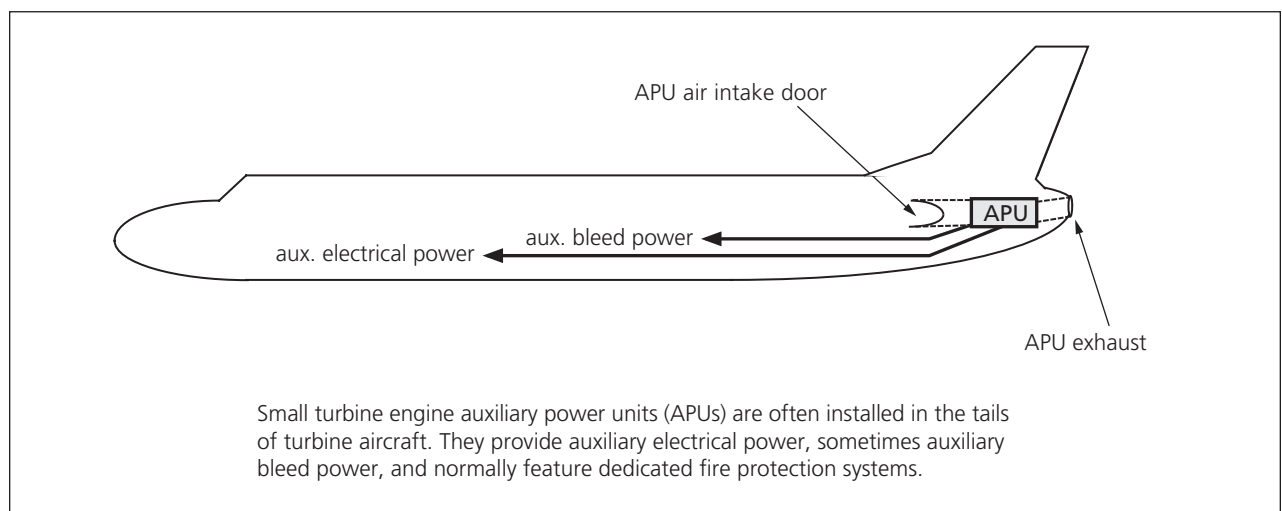 APU air intake door
APU
aux. bleed power
aux. electrical power
APU exhaust
Small turbine engine auxiliary power units (APUs) are often installed in the tails
of turbine aircraft. They provide auxiliary electrical power, sometimes auxiliary
bleed power, and normally feature dedicated fire protection systems.